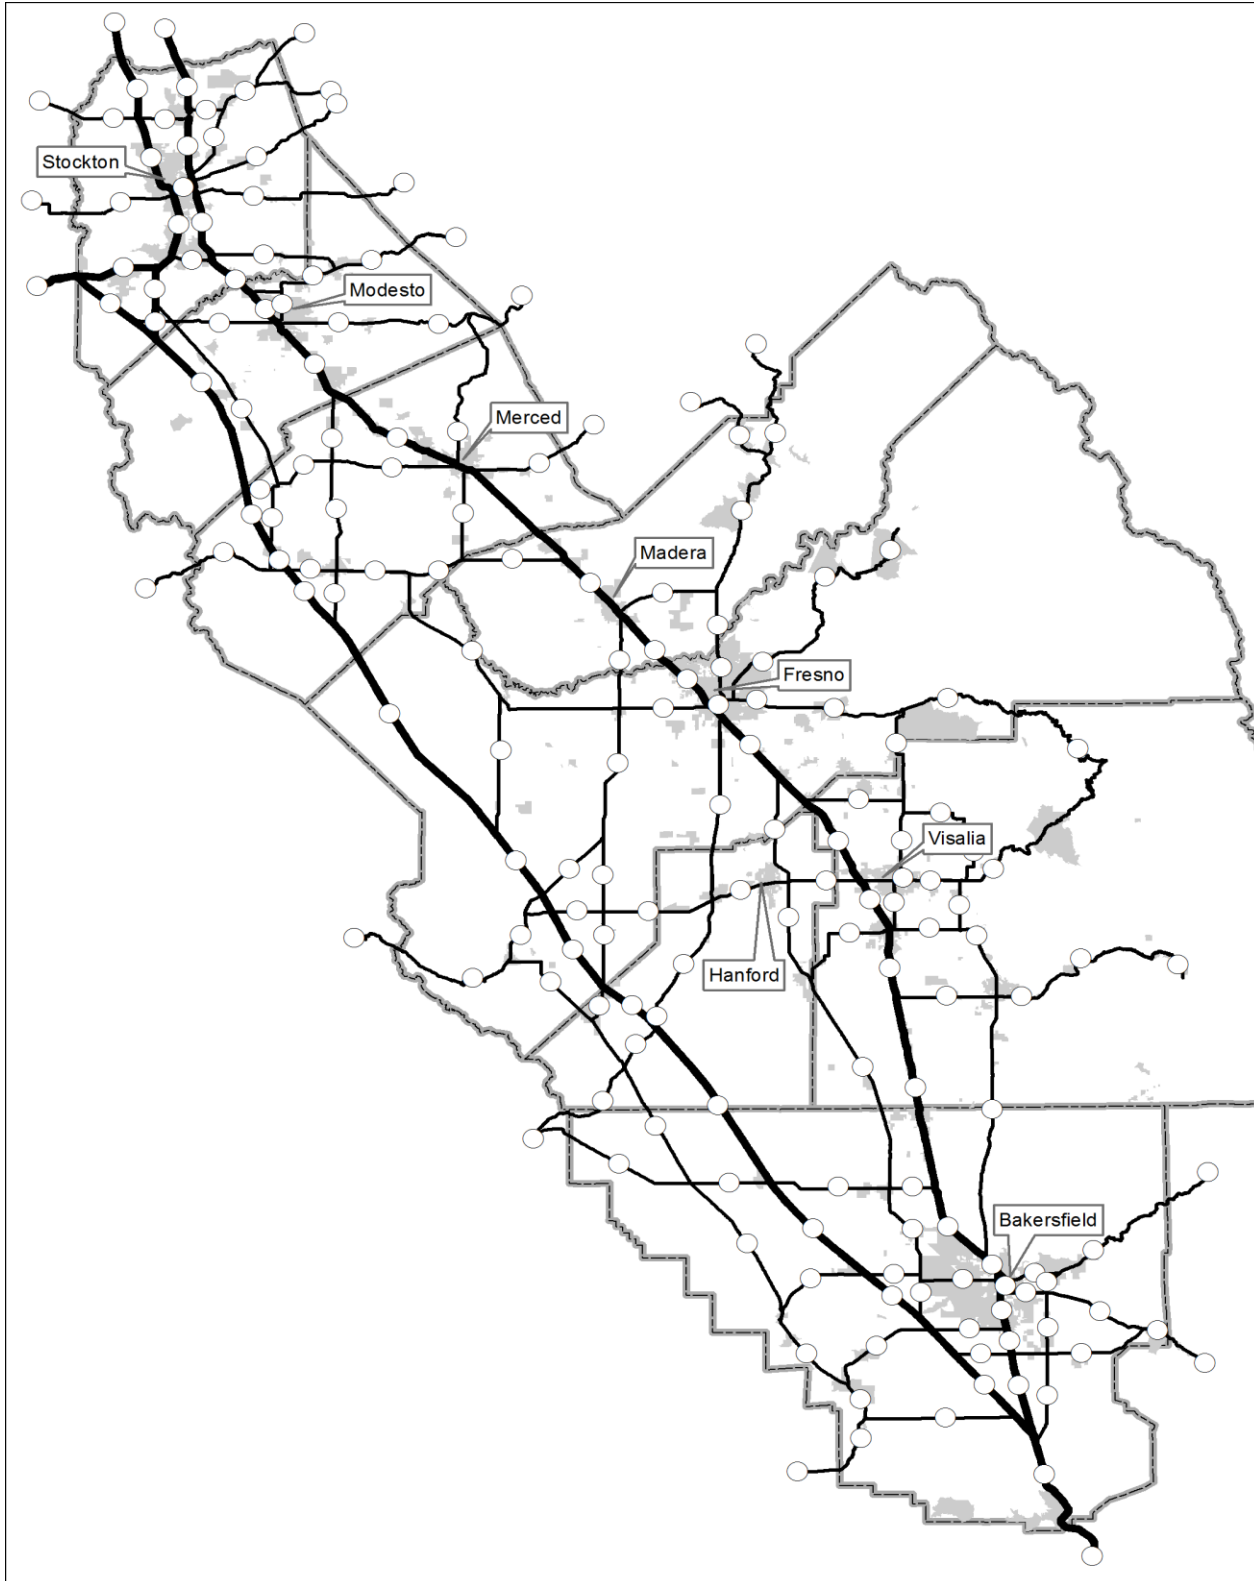 Stockton
Modesto
Merced
Madera
Fresno
Visalia
Hanford
Bakersfield